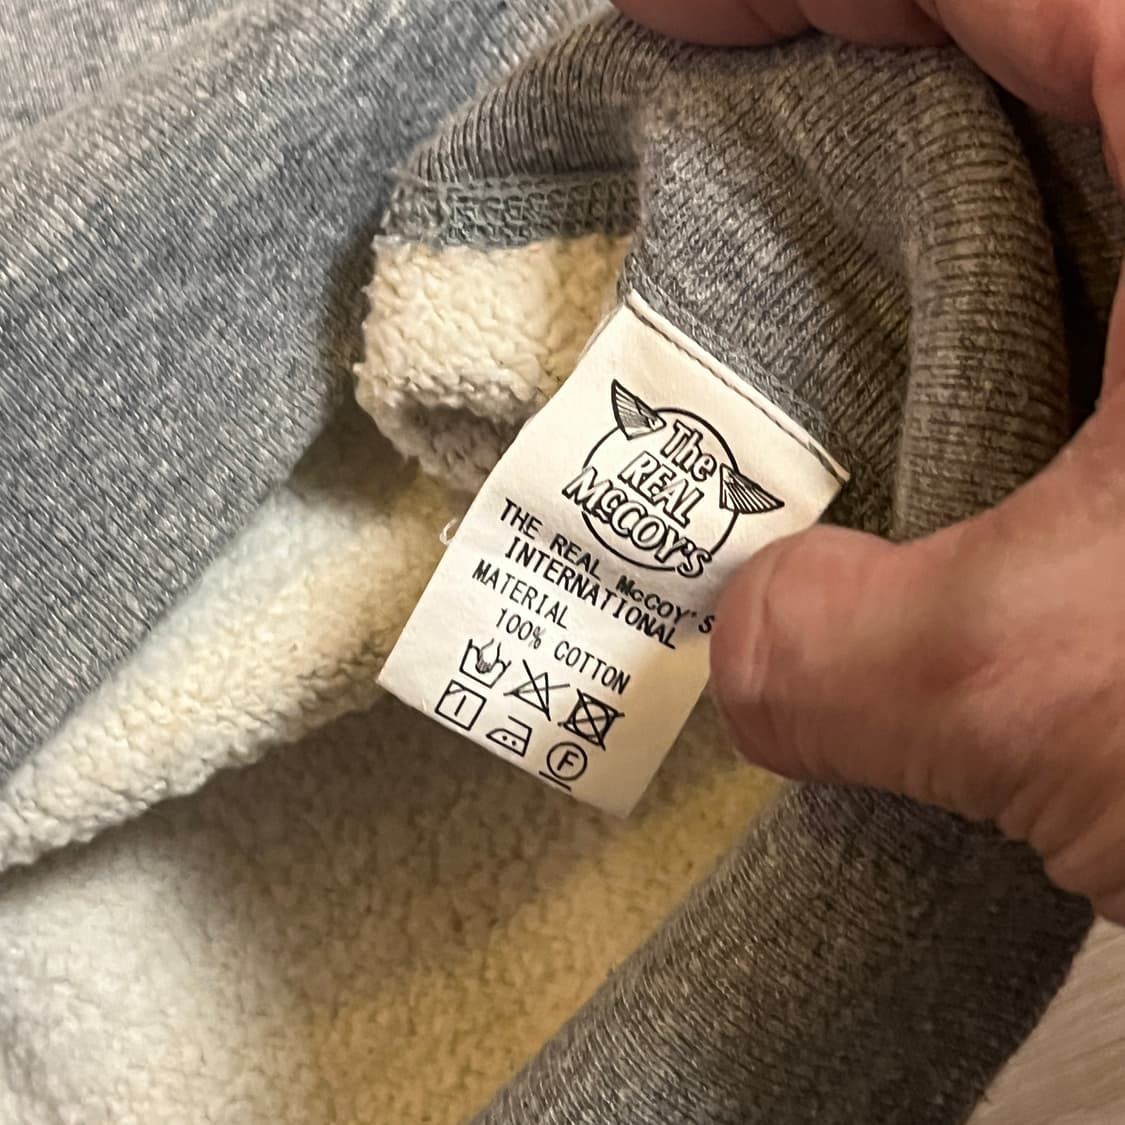 The
REAL
McCOY'S
THE REAL McCOY'S
INTERNATIONAL
MATERIAL
100% COTTON
F